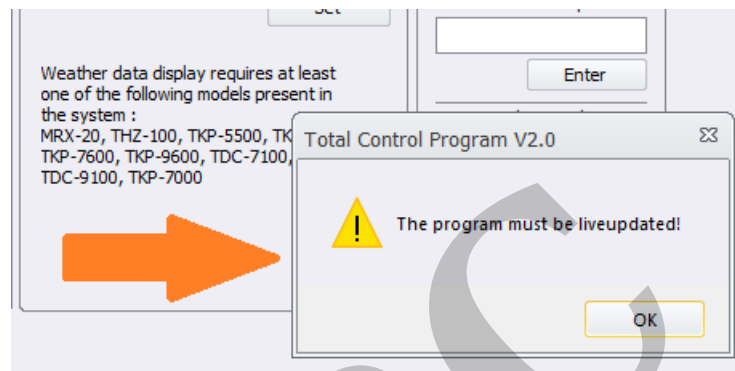 Set
Enter
Weather data display requires at least
one of the following models present in
the system :
MRX-20, THZ-100, TKP-5500,
TKP-7600, TKP-9600, TDC-7100,
TDC-9100, TKP-7000
Total Control Program V2.0
The program must be liveupdated!
OK